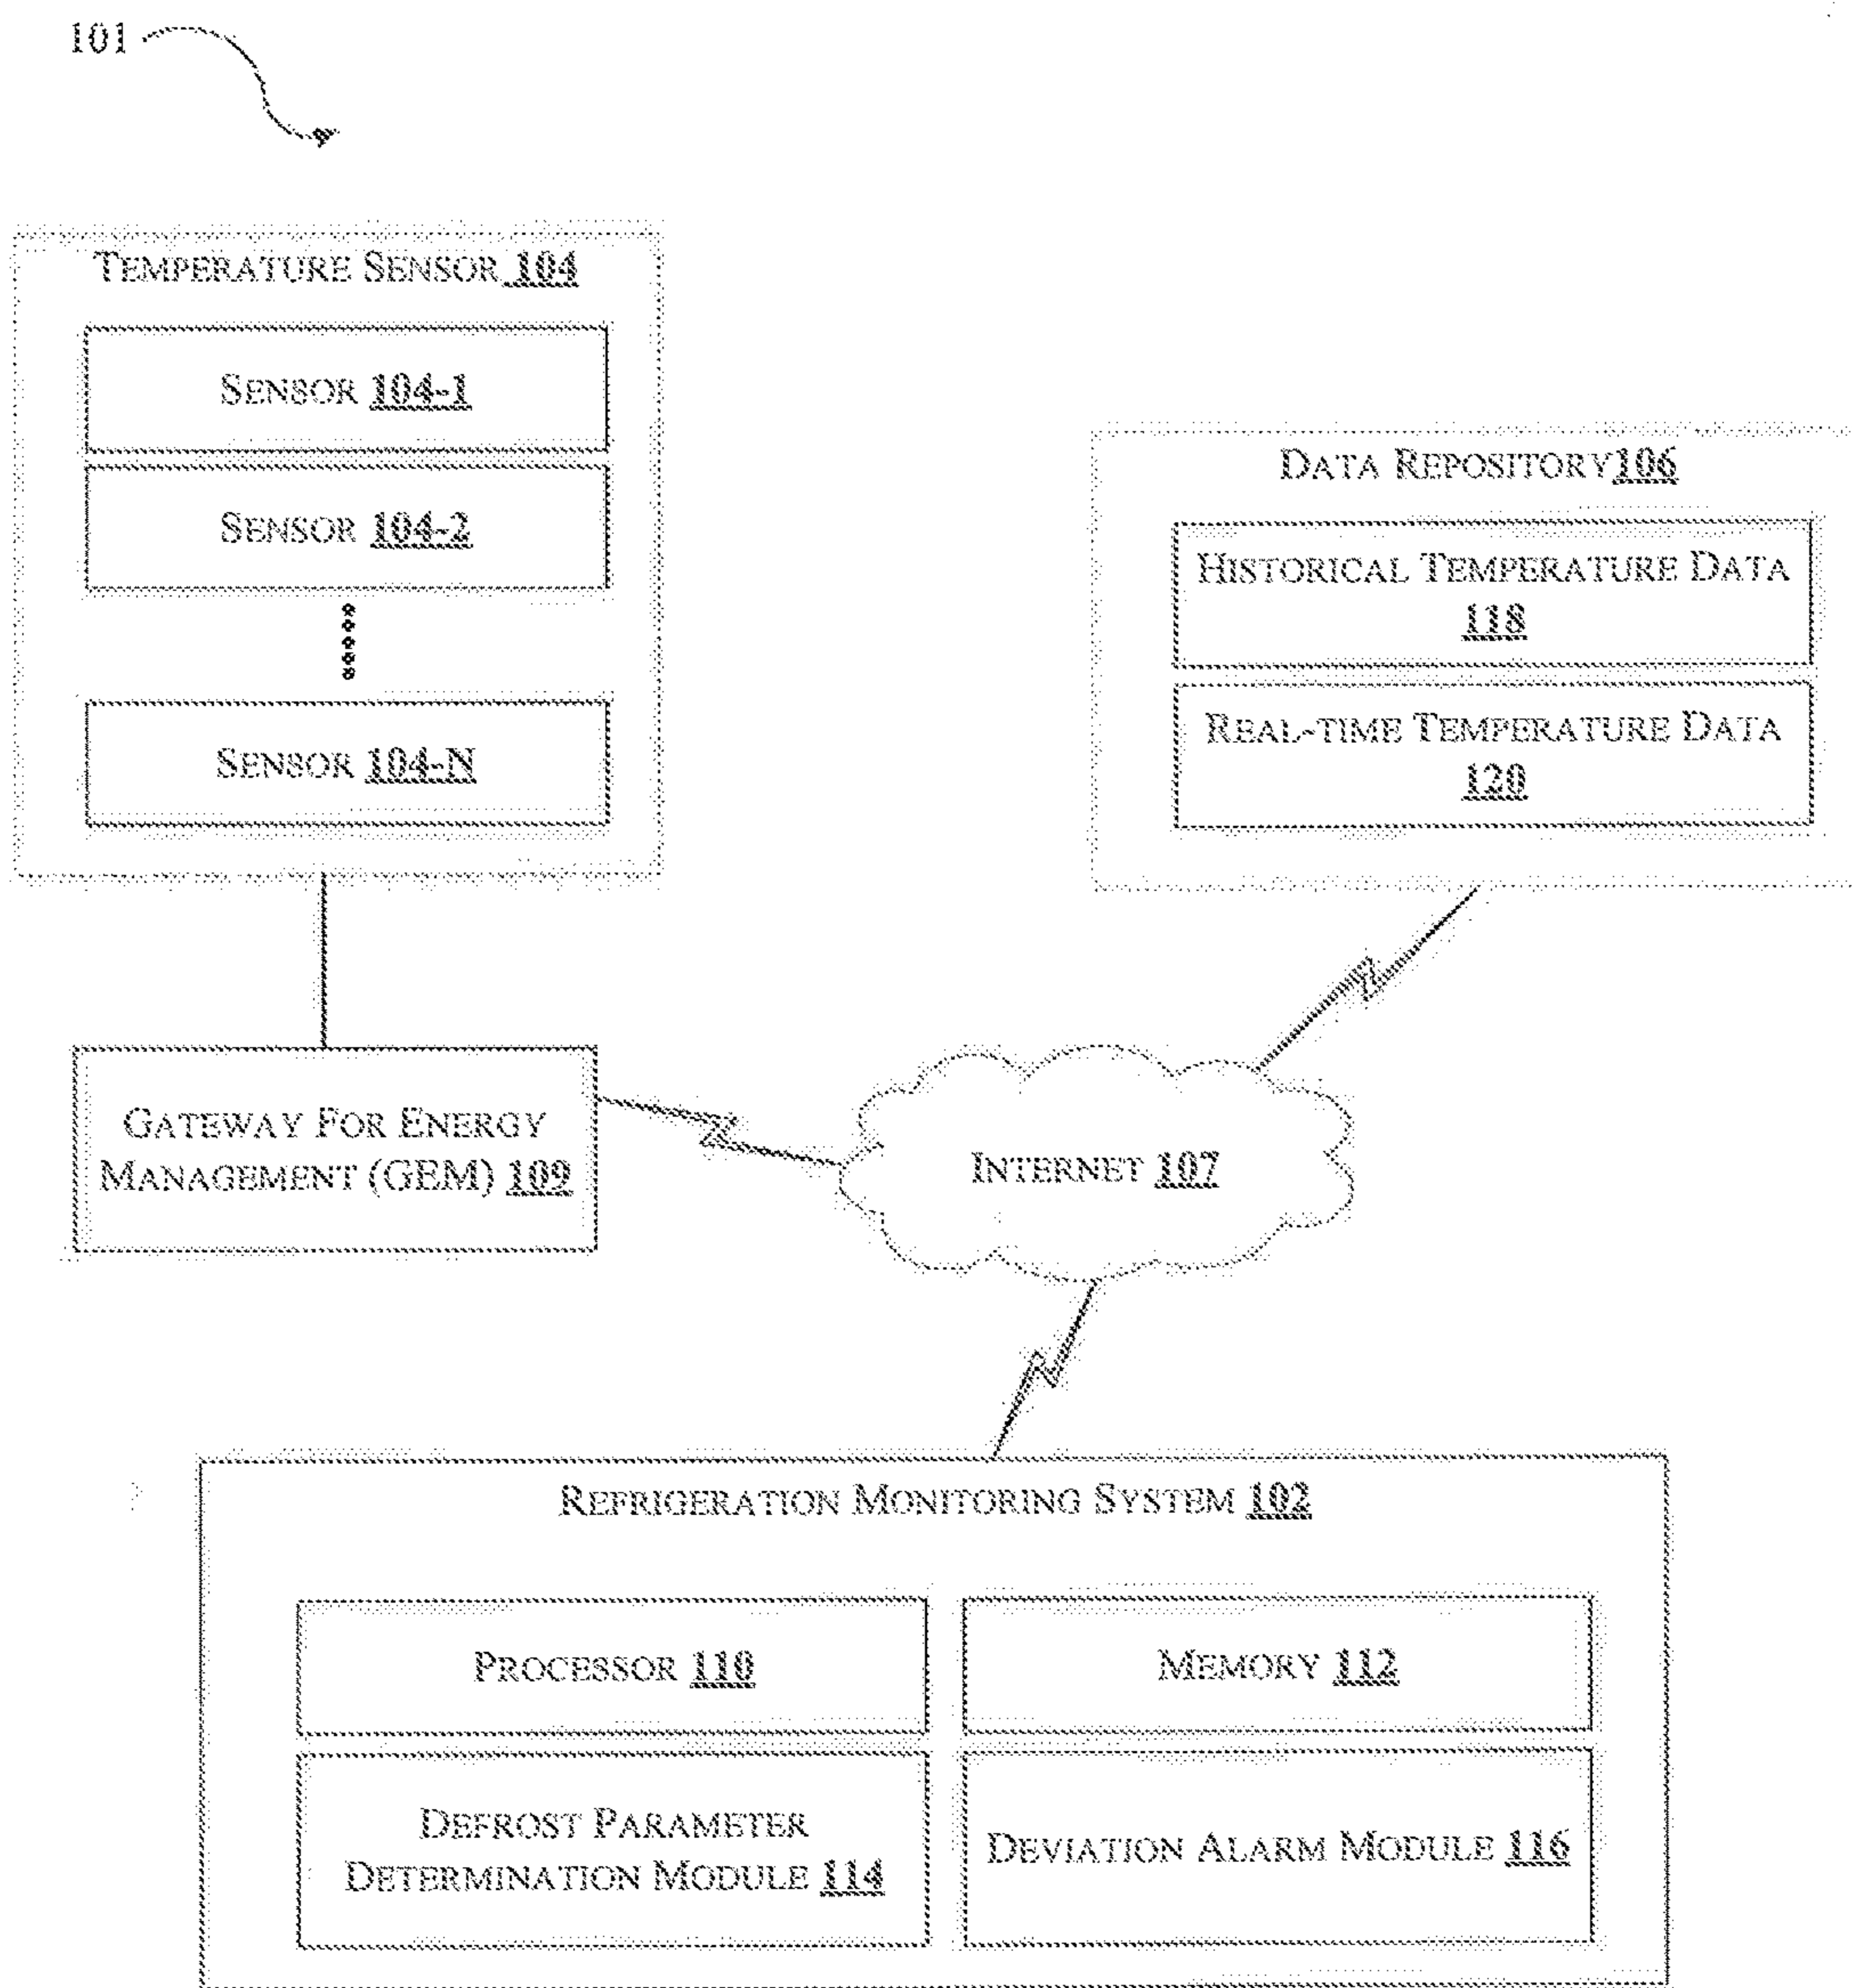 101
TEMPERATURE SENSOR 104
SENSOR 104-1
SENSOR 104-2
SENSOR 104-N
DATA REPOSITORY106
HISTORICAL TEMPERATURE DATA
118
REAL-TIME TEMPERATURE DATA
120
GATEWAY FOR ENERGY
MANAGEMENT (GEM) 109
INTERNET 107
REFRIGERATION MONITORING SYSTEM 102
PROCESSOR 110
MEMORY 112
DEFROST PARAMETER
DETERMINATION MODULE 114
DEVIATION ALARM MODULE 116